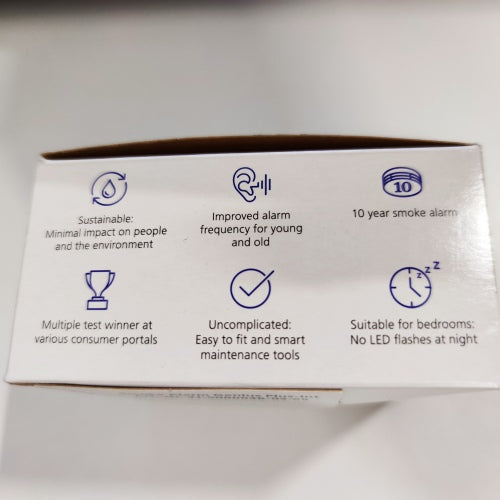 Sustainable:
Minimal impact on people
and the environment
Improved alarm
frequency for young
and old
10
10 year smoke alarm
Multiple test winner at
various consumer portals
Uncomplicated:
Easy to fit and smart
maintenance tools
z z z
Suitable for bedrooms:
No LED flashes at night